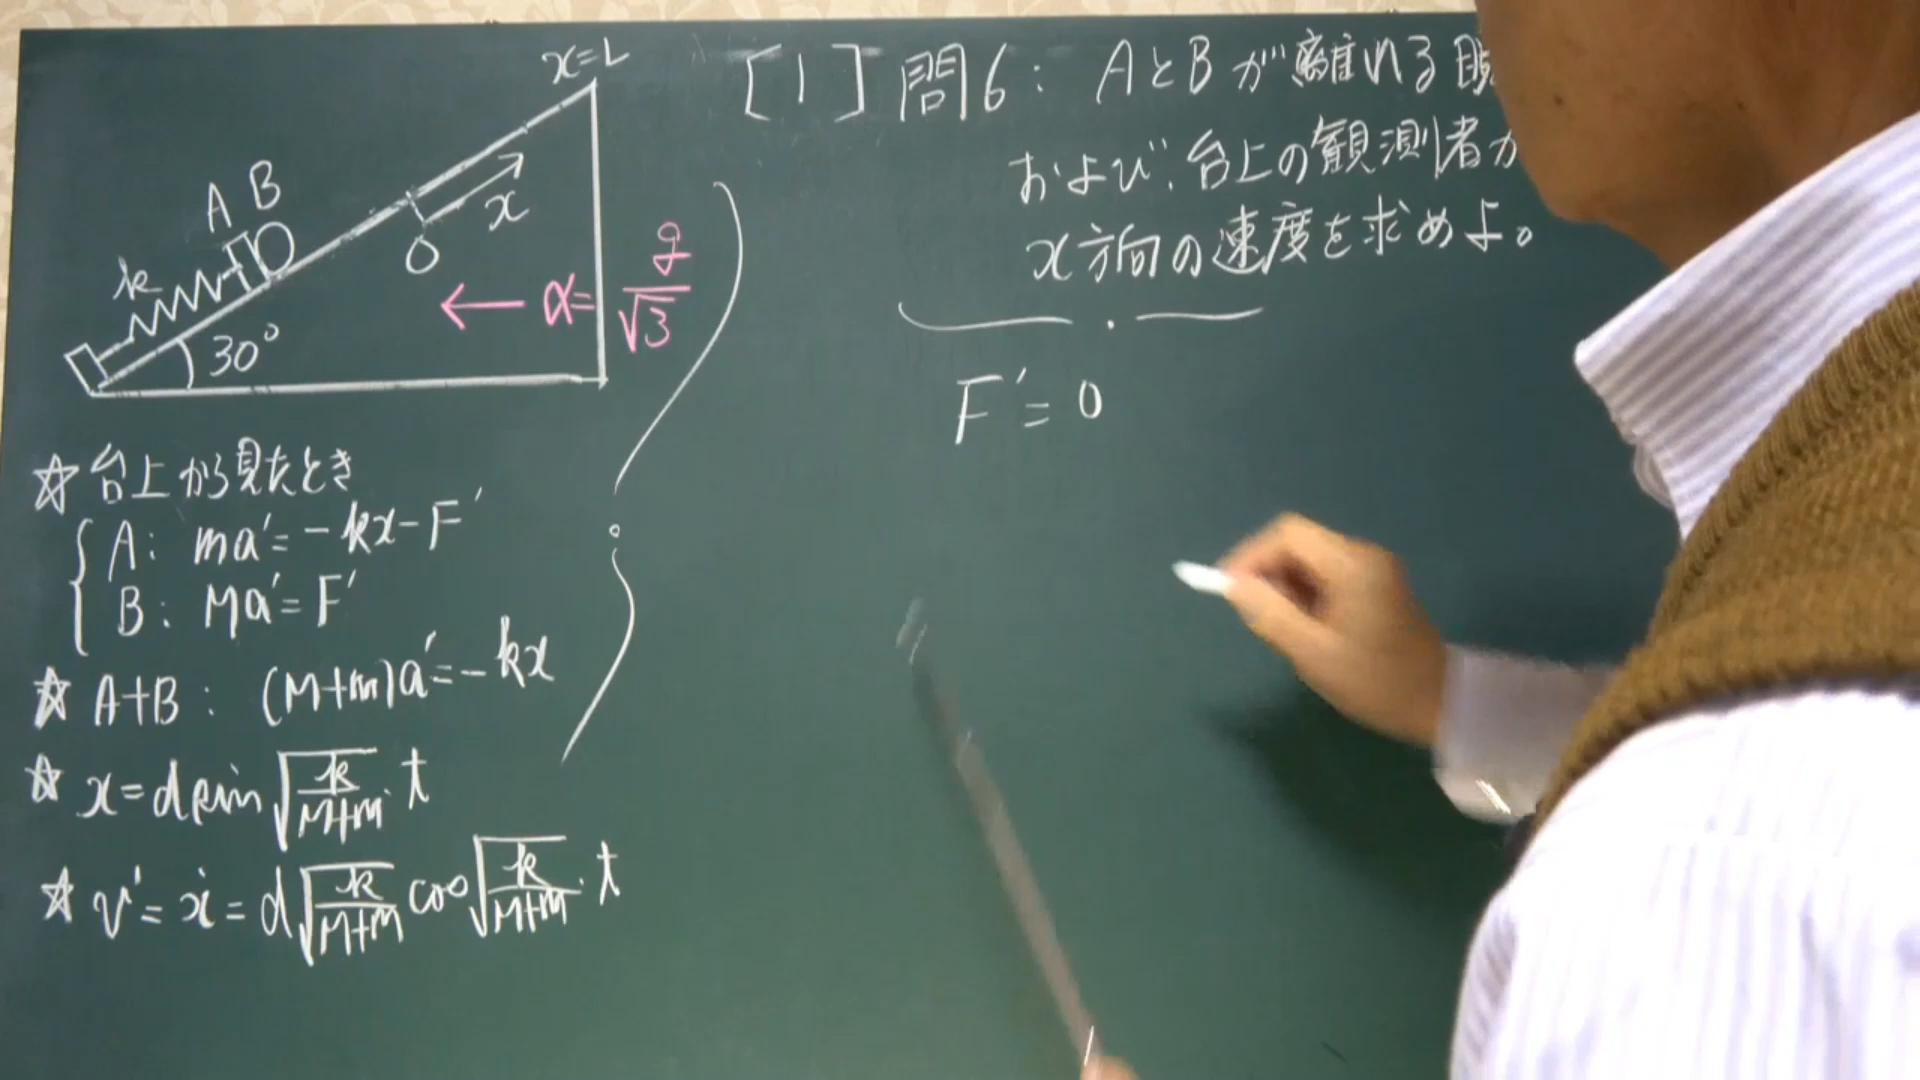 x=L
A B
k
x
O
30°
← α= g/√3
☆台上から見たとき
A: ma′=-kx-F′
B: Ma′=F′
☆ A+B: (M+m)a′=-kx
☆ x=d sin√(k/(M+m))·t
☆ v′=ẋ=d√(k/(M+m)) cos√(k/(M+m))·t
[1] 問6: AとBが離れる
および、台上の観測者か
x方向の速度を求めよ。
F′=0